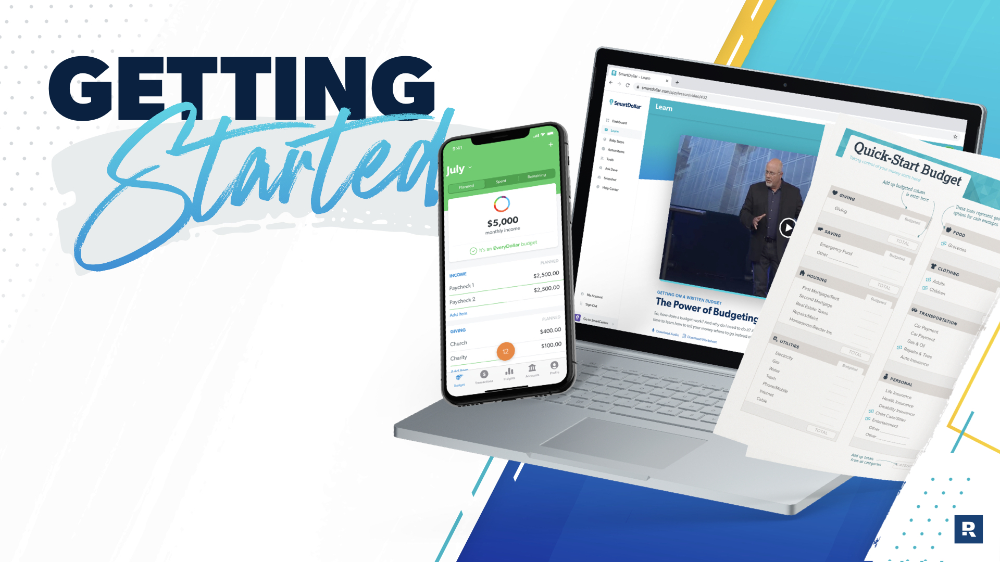 GETTING
Started
9:41
July
Planned
Spent
Remaining
$5,000
monthly income
It's an EveryDollar budget
INCOME
PLANNED
Paycheck 1
$2,500.00
Paycheck 2
$2,500.00
Add Item
GIVING
PLANNED
Church
$400.00
Charity
$100.00
Add Item
12
Budget
Transactions
Insights
Accounts
Profile
SmartDollar - Learn
smartdollar.com/app/lesson/video/432
SmartDollar
Learn
Dashboard
Learn
Baby Steps
Action Items
Tools
Ask Dave
Snapshot
Help Center
My Account
Sign Out
Go to SmartCenter
GETTING ON A WRITTEN BUDGET
The Power of Budgeting
So, how does a budget work? And why do I need to do it?
time to learn how to tell your money where to go instead
Download Audio
Download Worksheet
Quick-Start Budget
Taking control of your money starts here!
Add up budgeted column
& enter here
These icons represent
options for cash envelopes
GIVING
Budgeted
Giving
TOTAL
SAVING
Budgeted
Emergency Fund
Other
TOTAL
HOUSING
Budgeted
First Mortgage/Rent
Second Mortgage
Real Estate Taxes
Repairs/Maint.
Homeowner/Renter Ins.
TOTAL
UTILITIES
Budgeted
Electricity
Gas
Water
Trash
Phone/Mobile
Internet
Cable
TOTAL
FOOD
Groceries
CLOTHING
Adults
Children
TRANSPORTATION
Car Payment
Car Payment
Gas & Oil
Repairs & Tires
Auto Insurance
PERSONAL
Life Insurance
Health Insurance
Disability Insurance
Child Care/Sitter
Entertainment
Other
Other
Add up totals
from all categories
R